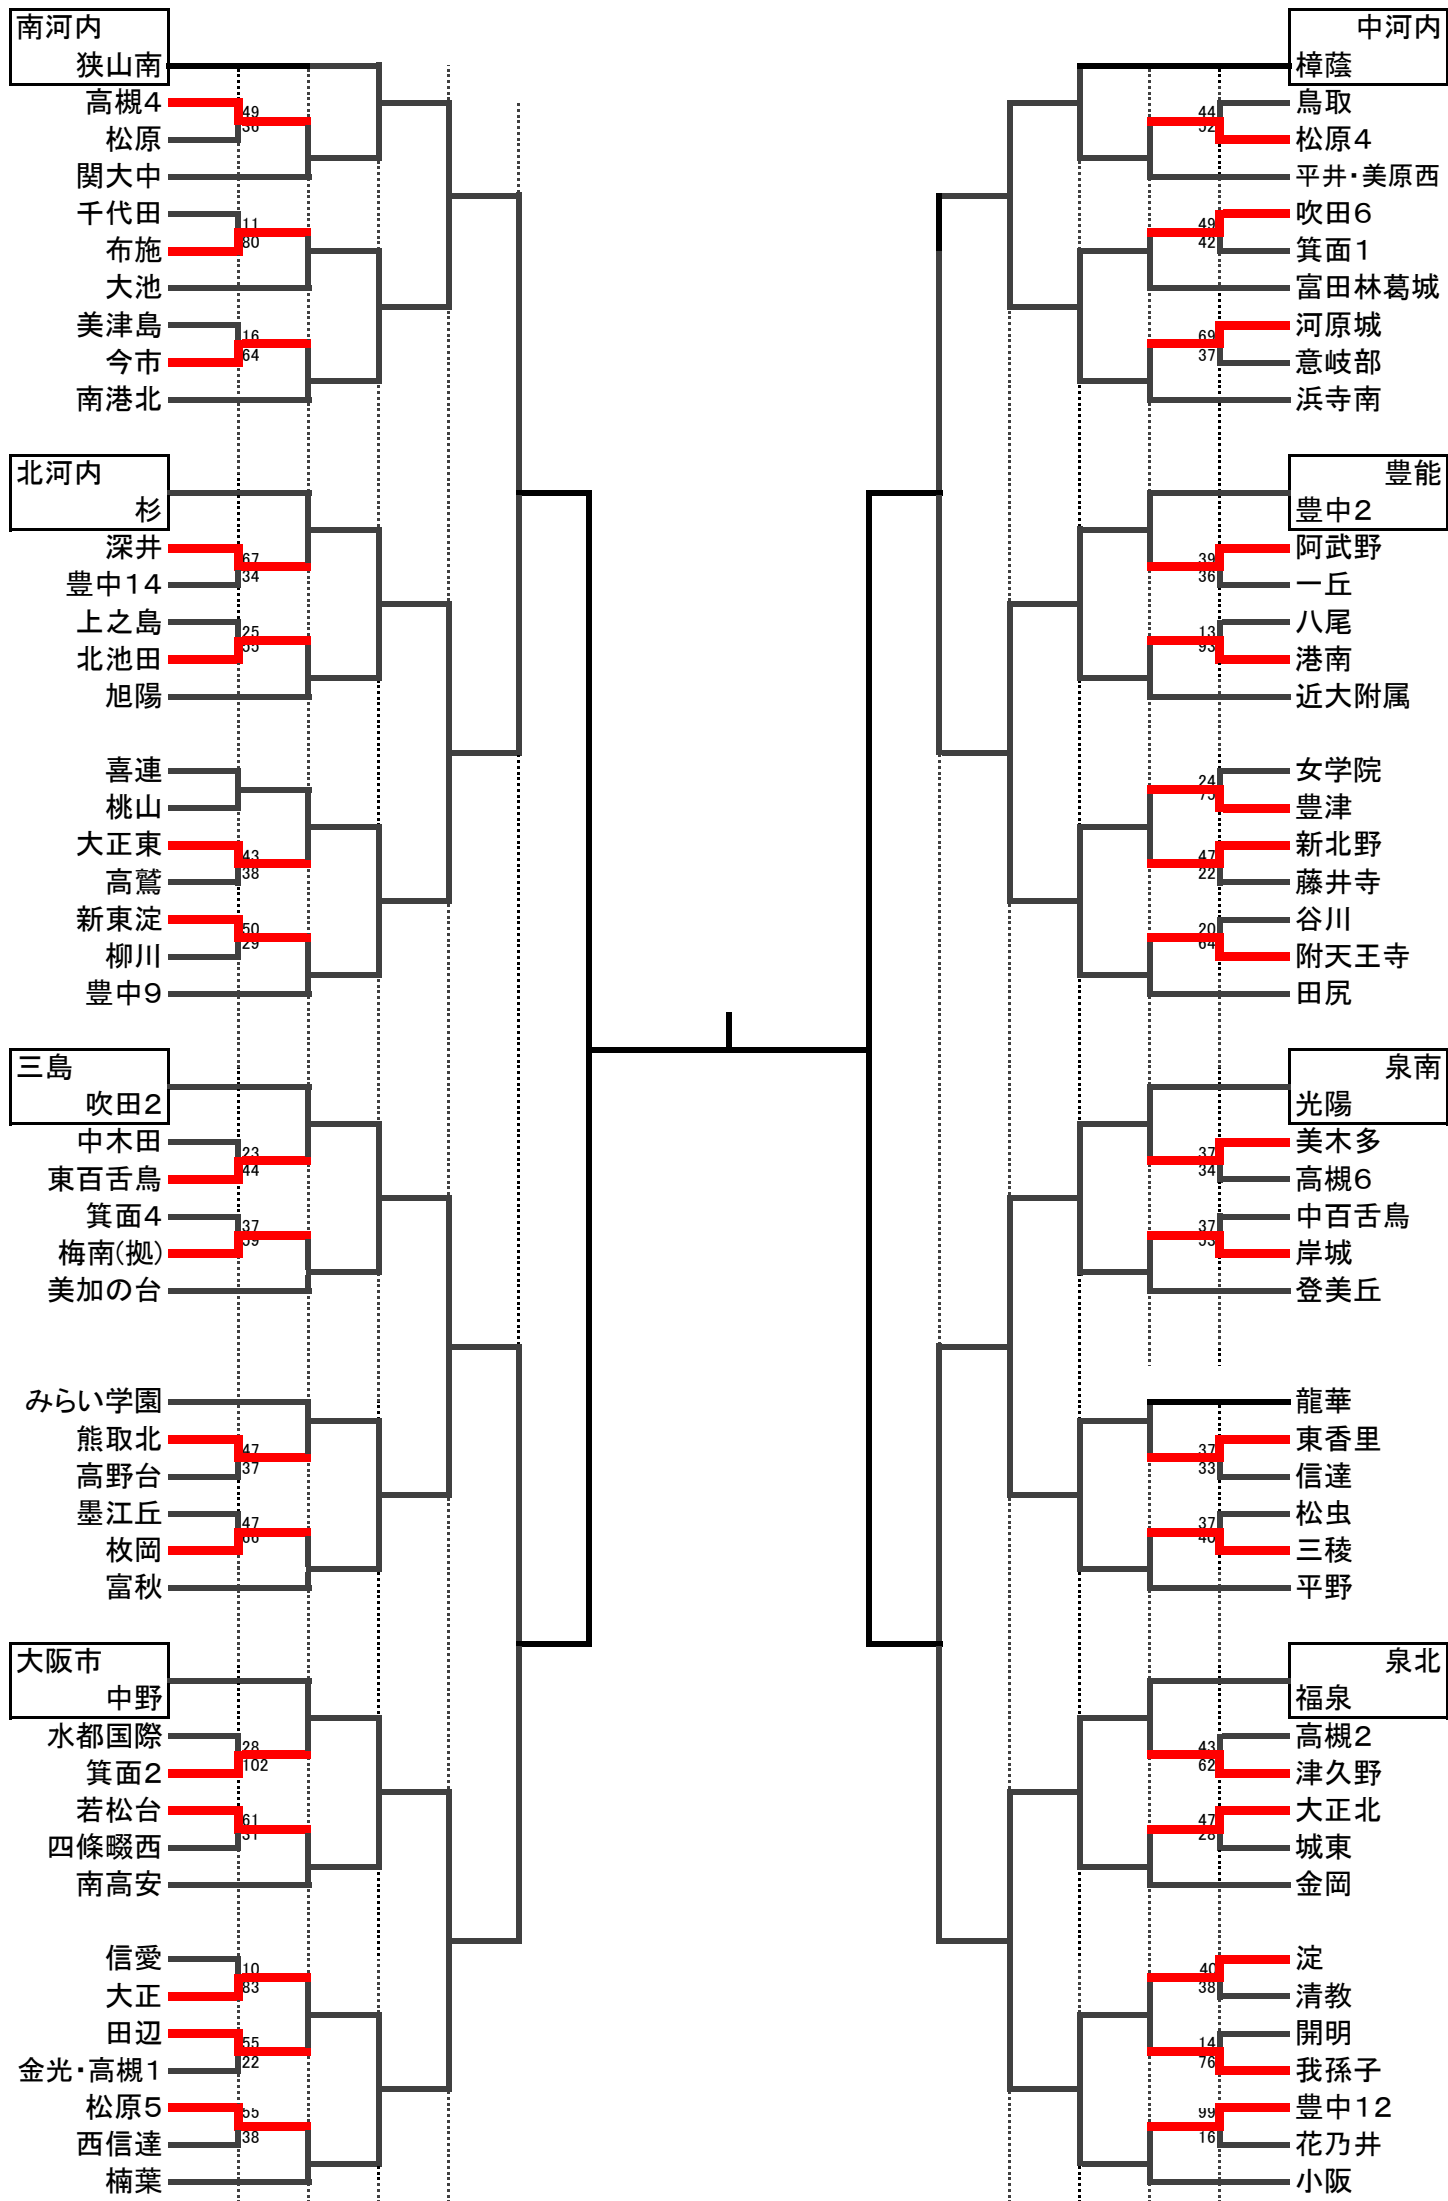 南河内
狭山南
高槻4
49
36
松原
関大中
千代田
11
80
布施
大池
美津島
16
64
今市
南港北
北河内
杉
深井
67
34
豊中14
上之島
25
55
北池田
旭陽
喜連
桃山
大正東
43
38
高鷲
新東淀
50
29
柳川
豊中9
三島
吹田2
中木田
23
44
東百舌鳥
箕面4
37
59
梅南(拠)
美加の台
みらい学園
熊取北
47
37
高野台
墨江丘
47
66
枚岡
富秋
大阪市
中野
水都国際
28
102
箕面2
若松台
61
31
四條畷西
南高安
信愛
10
83
大正
田辺
55
22
金光・高槻1
松原5
55
38
西信達
楠葉
中河内
樟蔭
鳥取
44
52
松原4
平井・美原西
吹田6
49
42
箕面1
富田林葛城
河原城
69
37
意岐部
浜寺南
豊能
豊中2
阿武野
39
36
一丘
八尾
13
93
港南
近大附属
女学院
24
75
豊津
新北野
47
22
藤井寺
谷川
20
64
附天王寺
田尻
泉南
光陽
美木多
37
34
高槻6
中百舌鳥
37
53
岸城
登美丘
龍華
東香里
37
33
信達
松虫
37
40
三稜
平野
泉北
福泉
高槻2
43
62
津久野
大正北
47
28
城東
金岡
淀
40
38
清教
開明
14
76
我孫子
豊中12
99
16
花乃井
小阪